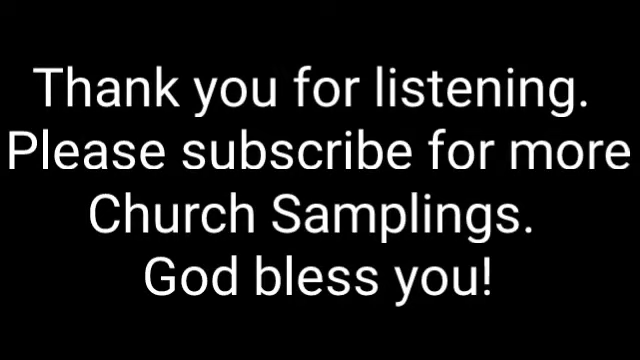 Thank you for listening.
Please subscribe for more
Church Samplings.
God bless you!